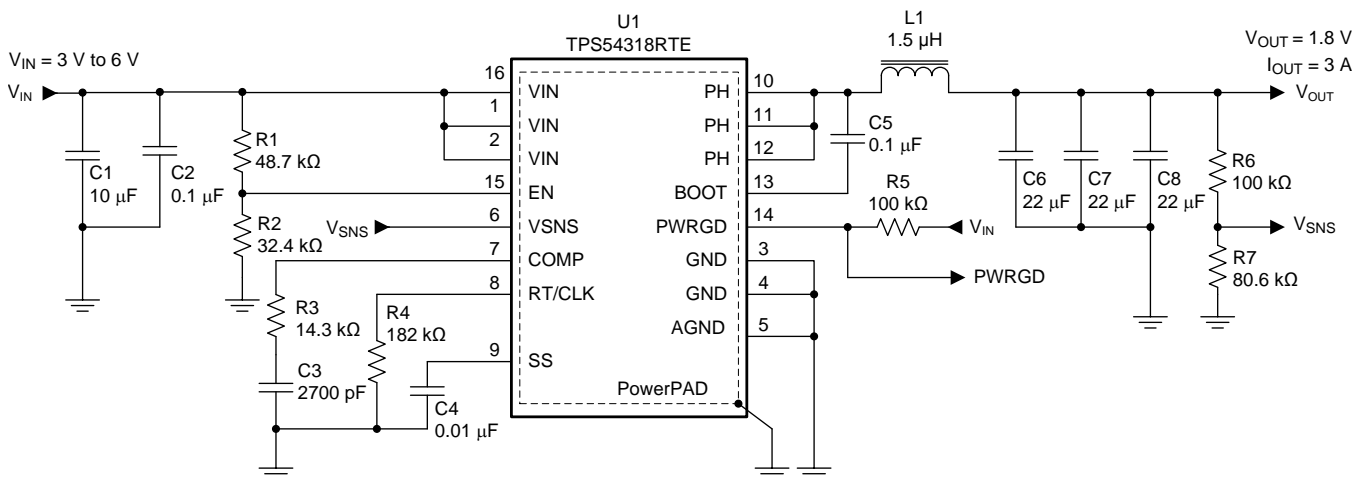 U1
TPS54318RTE
L1
1.5 µH
V_IN = 3 V to 6 V
V_IN
V_OUT = 1.8 V
I_OUT = 3 A
V_OUT
16
VIN
1
VIN
2
VIN
15
EN
6
VSNS
7
COMP
8
RT/CLK
9
SS
PH
10
PH
11
PH
12
BOOT
13
PWRGD
14
GND
3
GND
4
AGND
5
PowerPAD
C1
10 µF
C2
0.1 µF
R1
48.7 kΩ
R2
32.4 kΩ
V_SNS
R3
14.3 kΩ
C3
2700 pF
R4
182 kΩ
C4
0.01 µF
C5
0.1 µF
R5
100 kΩ
V_IN
PWRGD
C6
22 µF
C7
22 µF
C8
22 µF
R6
100 kΩ
V_SNS
R7
80.6 kΩ